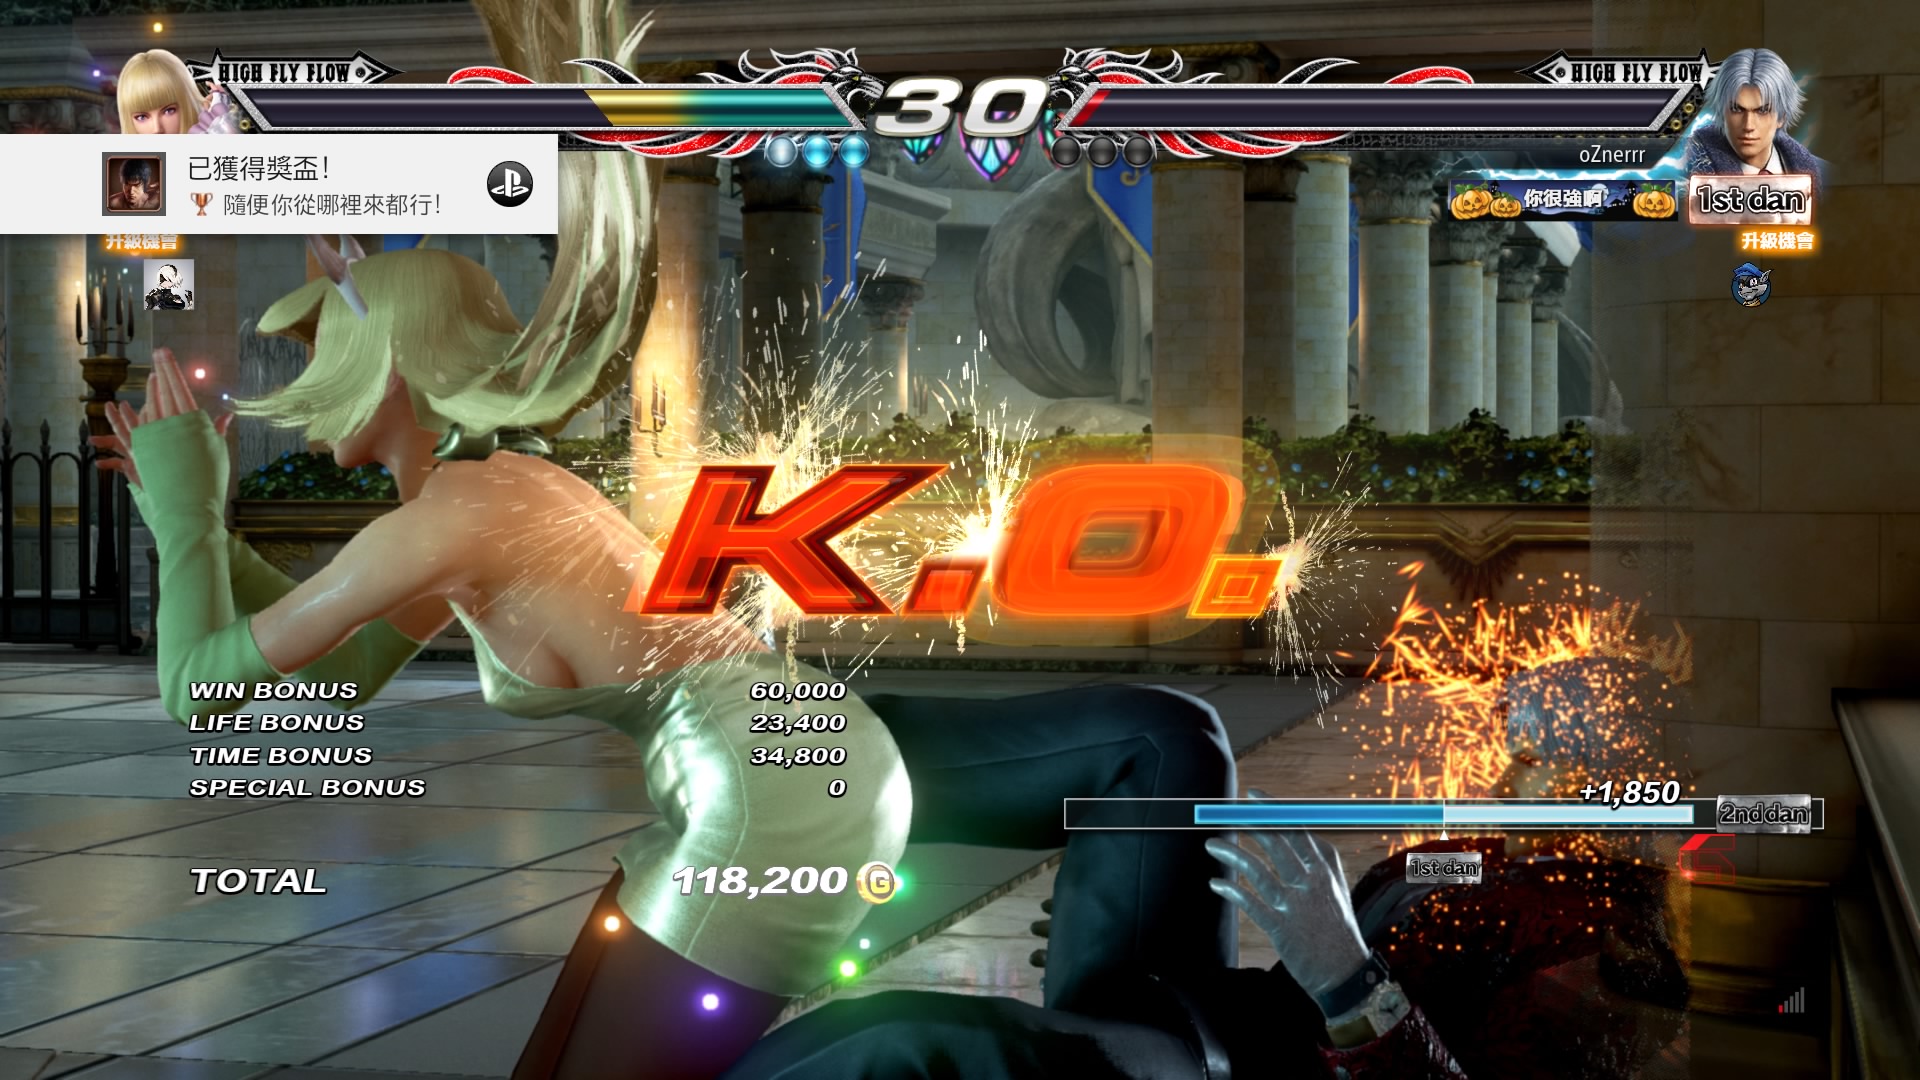 HIGH FLY FLOW
30
HIGH FLY FLOW
已獲得獎盃!
隨便你從哪裡來都行!
升級機會
oZnerrr
你很強啊
1st dan
升級機會
K.O.
WIN BONUS 60,000
LIFE BONUS 23,400
TIME BONUS 34,800
SPECIAL BONUS 0
TOTAL 118,200 G
+1,850
2nd dan
1st dan